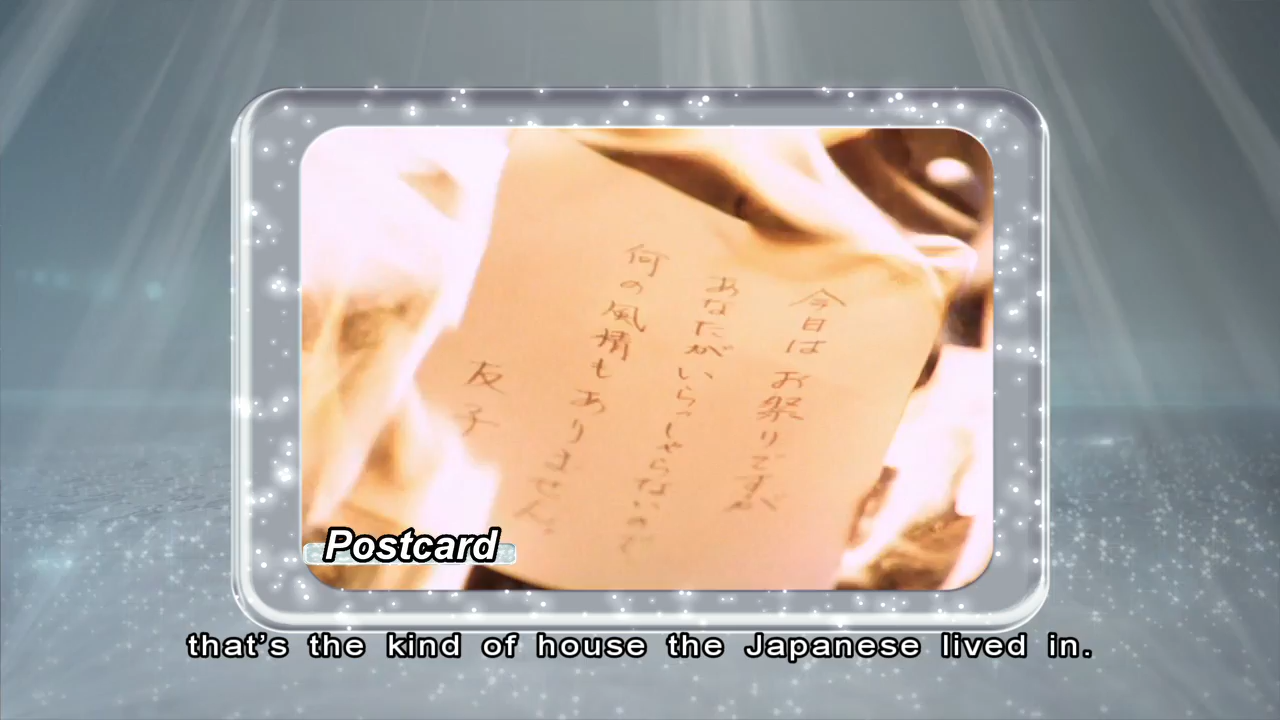 今日はお祭りですが
あなたがいらっしゃらないので
何の風情もありません。
友子
Postcard
that's the kind of house the Japanese lived in.